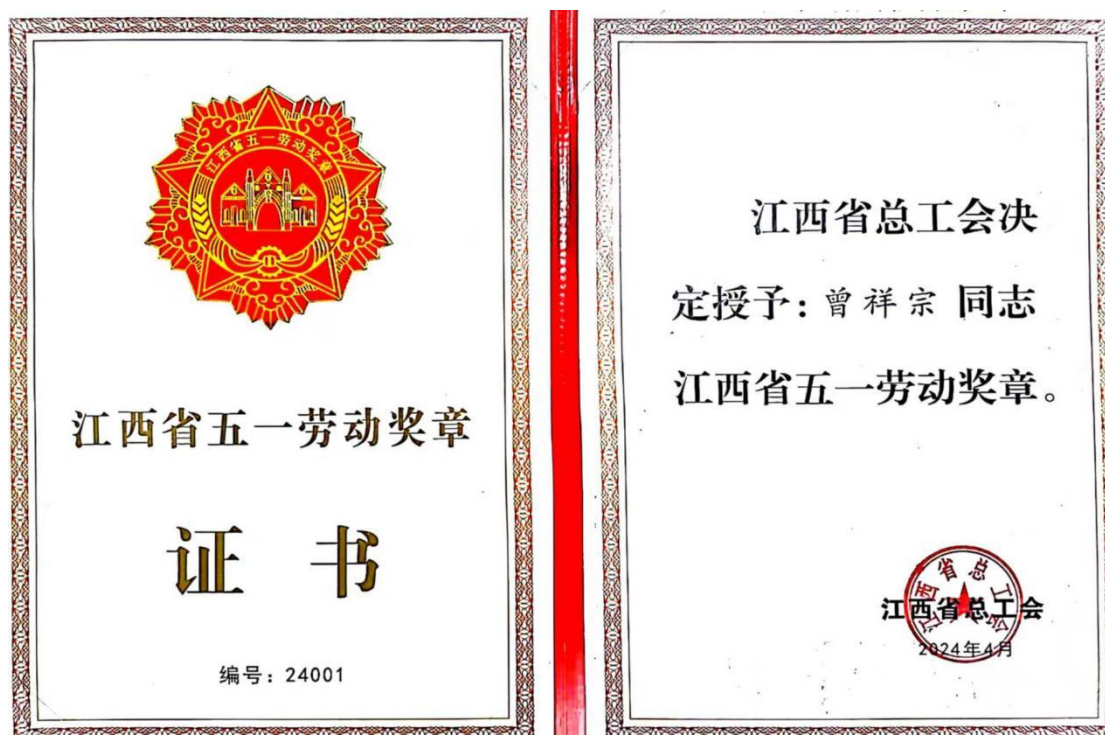 江西省五一劳动奖章
江西省五一劳动奖章
证 书
编号：24001
江西省总工会决
定授予：曾祥宗 同志
江西省五一劳动奖章。
江西省总工会
江西省总工会
2024年4月